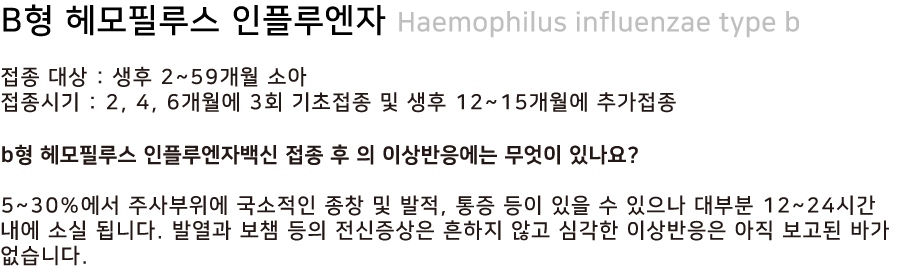 B형 헤모필루스 인플루엔자 Haemophilus influenzae type b
접종 대상 : 생후 2~59개월 소아
접종시기 : 2, 4, 6개월에 3회 기초접종 및 생후 12~15개월에 추가접종
b형 헤모필루스 인플루엔자백신 접종 후 의 이상반응에는 무엇이 있나요?
5~30%에서 주사부위에 국소적인 종창 및 발적, 통증 등이 있을 수 있으나 대부분 12~24시간
내에 소실 됩니다. 발열과 보챔 등의 전신증상은 흔하지 않고 심각한 이상반응은 아직 보고된 바가
없습니다.